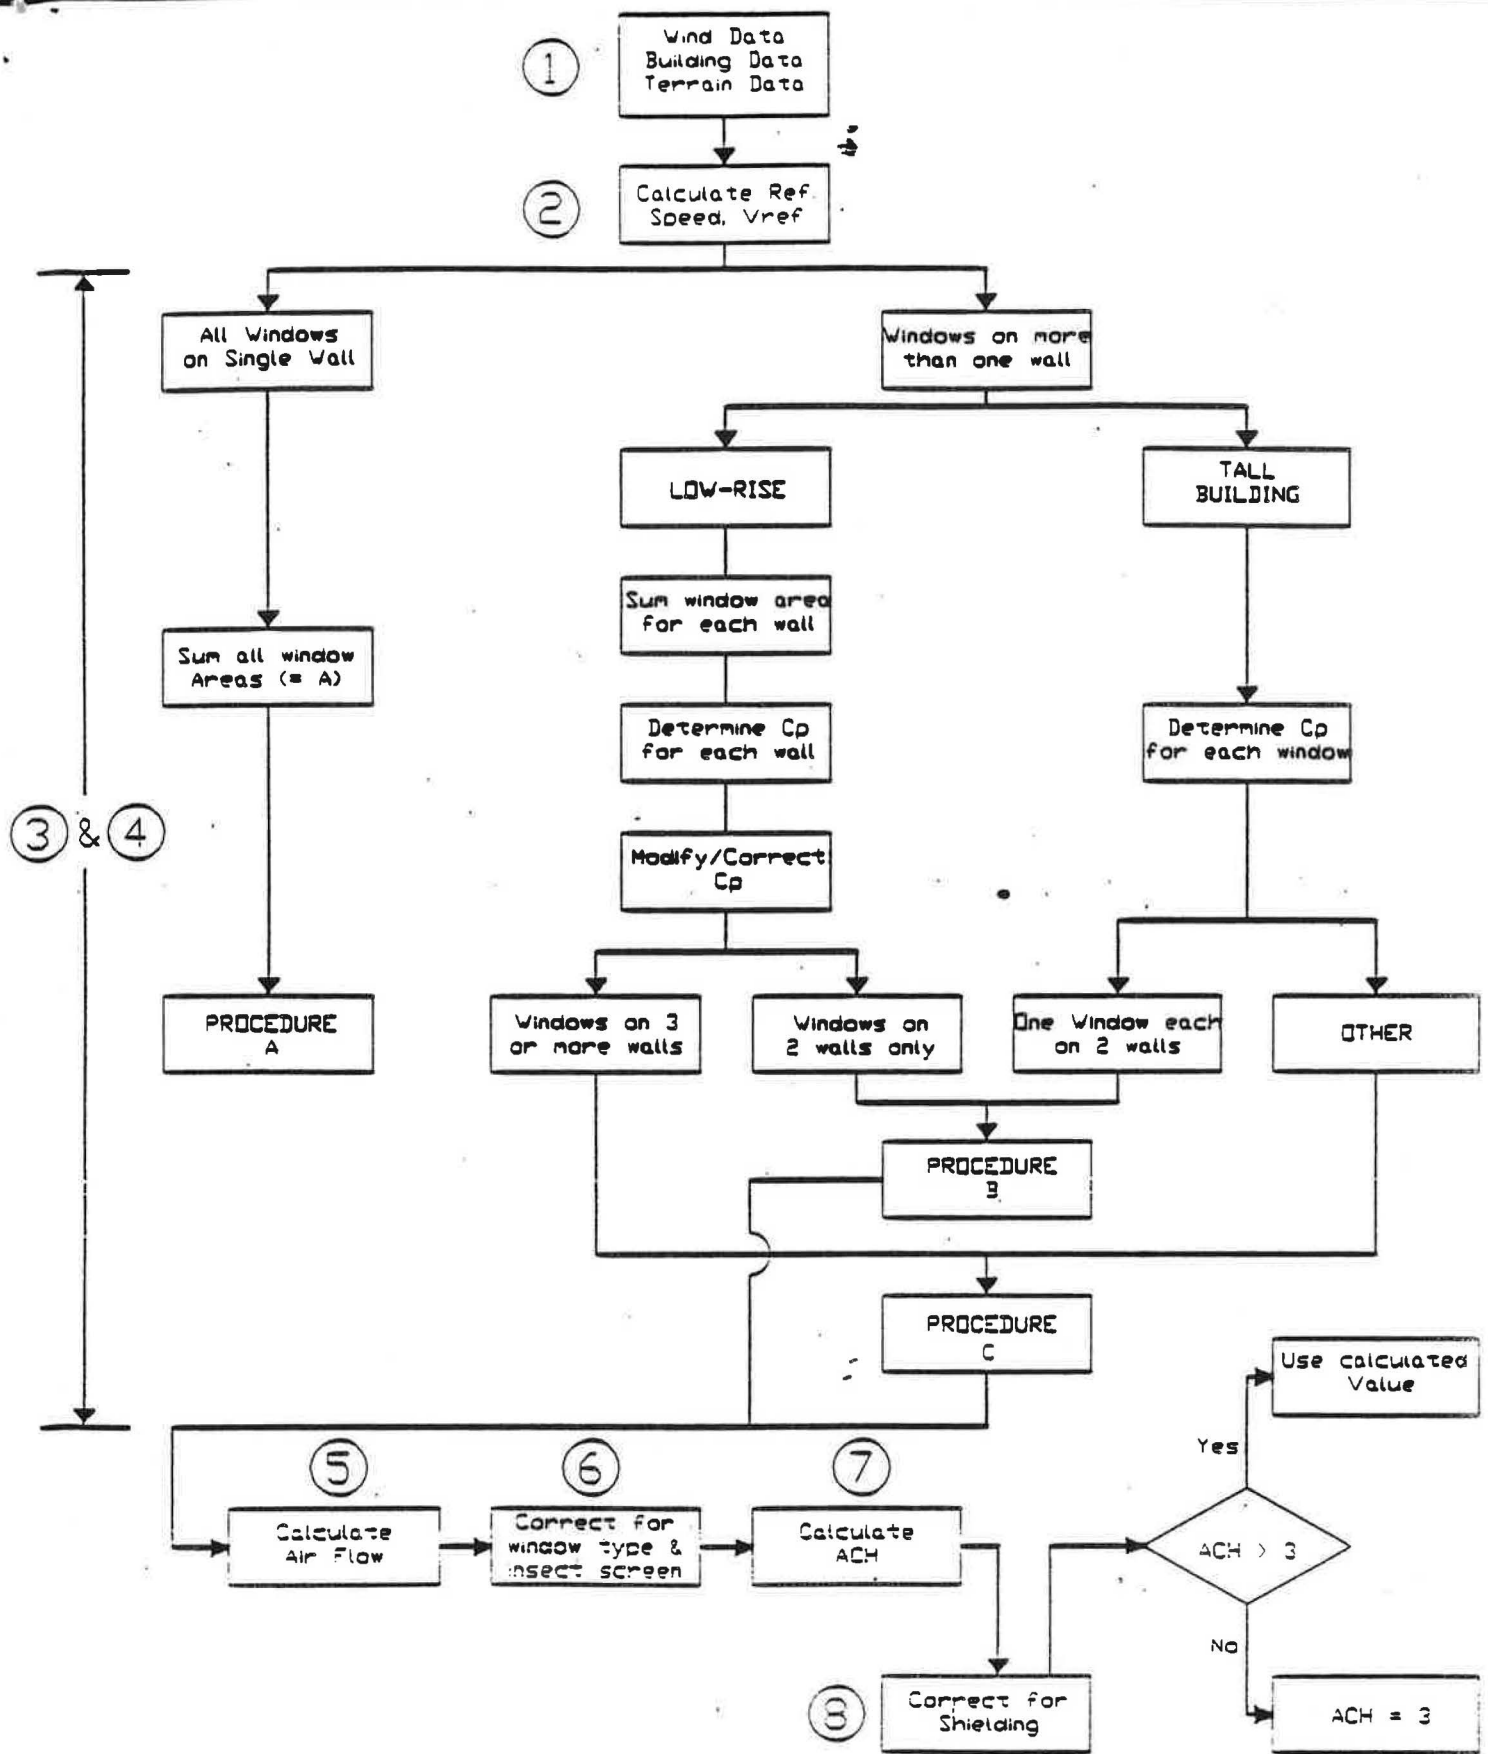 1
Wind Data
Building Data
Terrain Data
2
Calculate Ref.
Speed, Vref
All Windows
on Single Wall
Windows on more
than one wall
LOW-RISE
TALL
BUILDING
Sum window area
for each wall
Sum all window
Areas (= A)
Determine Cp
for each wall
Determine Cp
for each window
3 & 4
Modify/Correct
Cp
PROCEDURE
A
Windows on 3
or more walls
Windows on
2 walls only
One Window each
on 2 walls
OTHER
PROCEDURE
B
PROCEDURE
C
Use calculated
Value
Yes
5
6
7
Calculate
Air Flow
Correct for
window type &
insect screen
Calculate
ACH
ACH > 3
No
8
Correct for
Shielding
ACH = 3